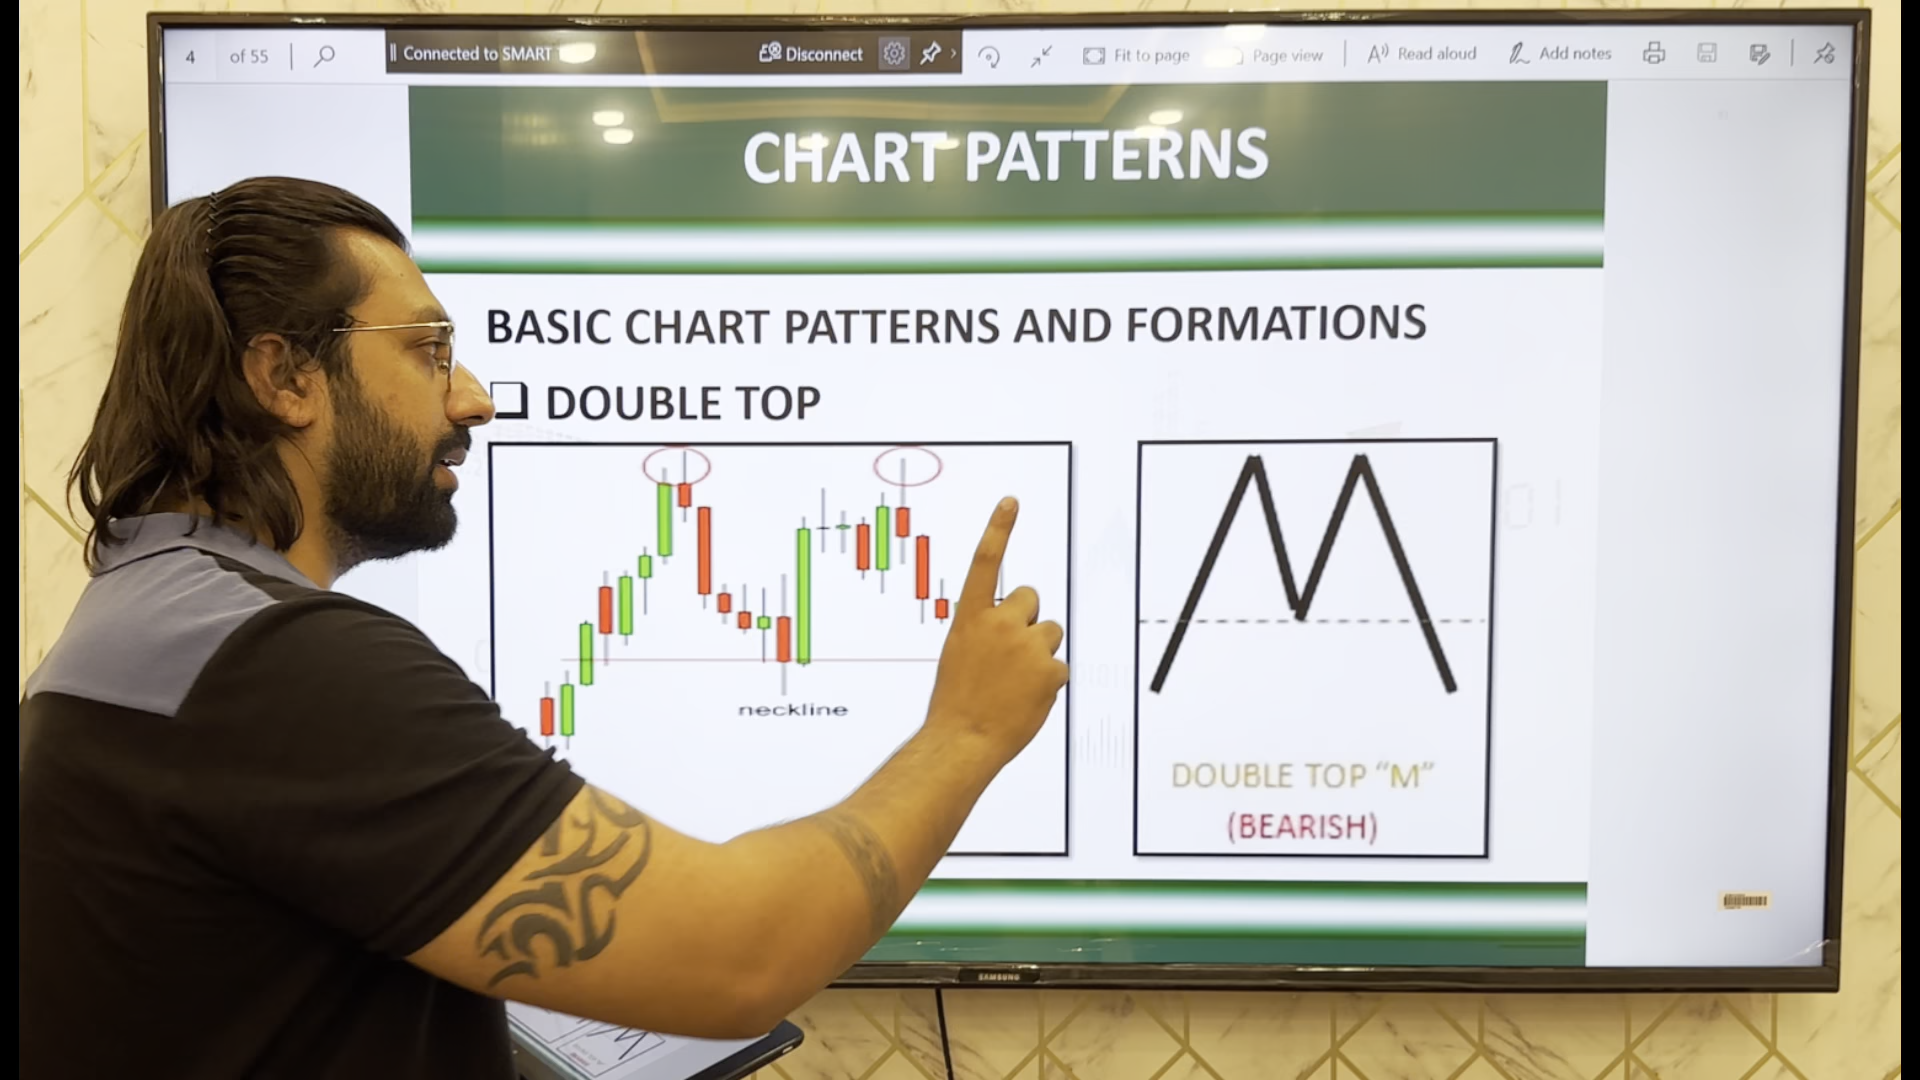 4 of 55
Connected to SMART
Disconnect
Fit to page
Page view
Read aloud
Add notes
CHART PATTERNS
BASIC CHART PATTERNS AND FORMATIONS
DOUBLE TOP
neckline
DOUBLE TOP “M”
(BEARISH)
SAMSUNG